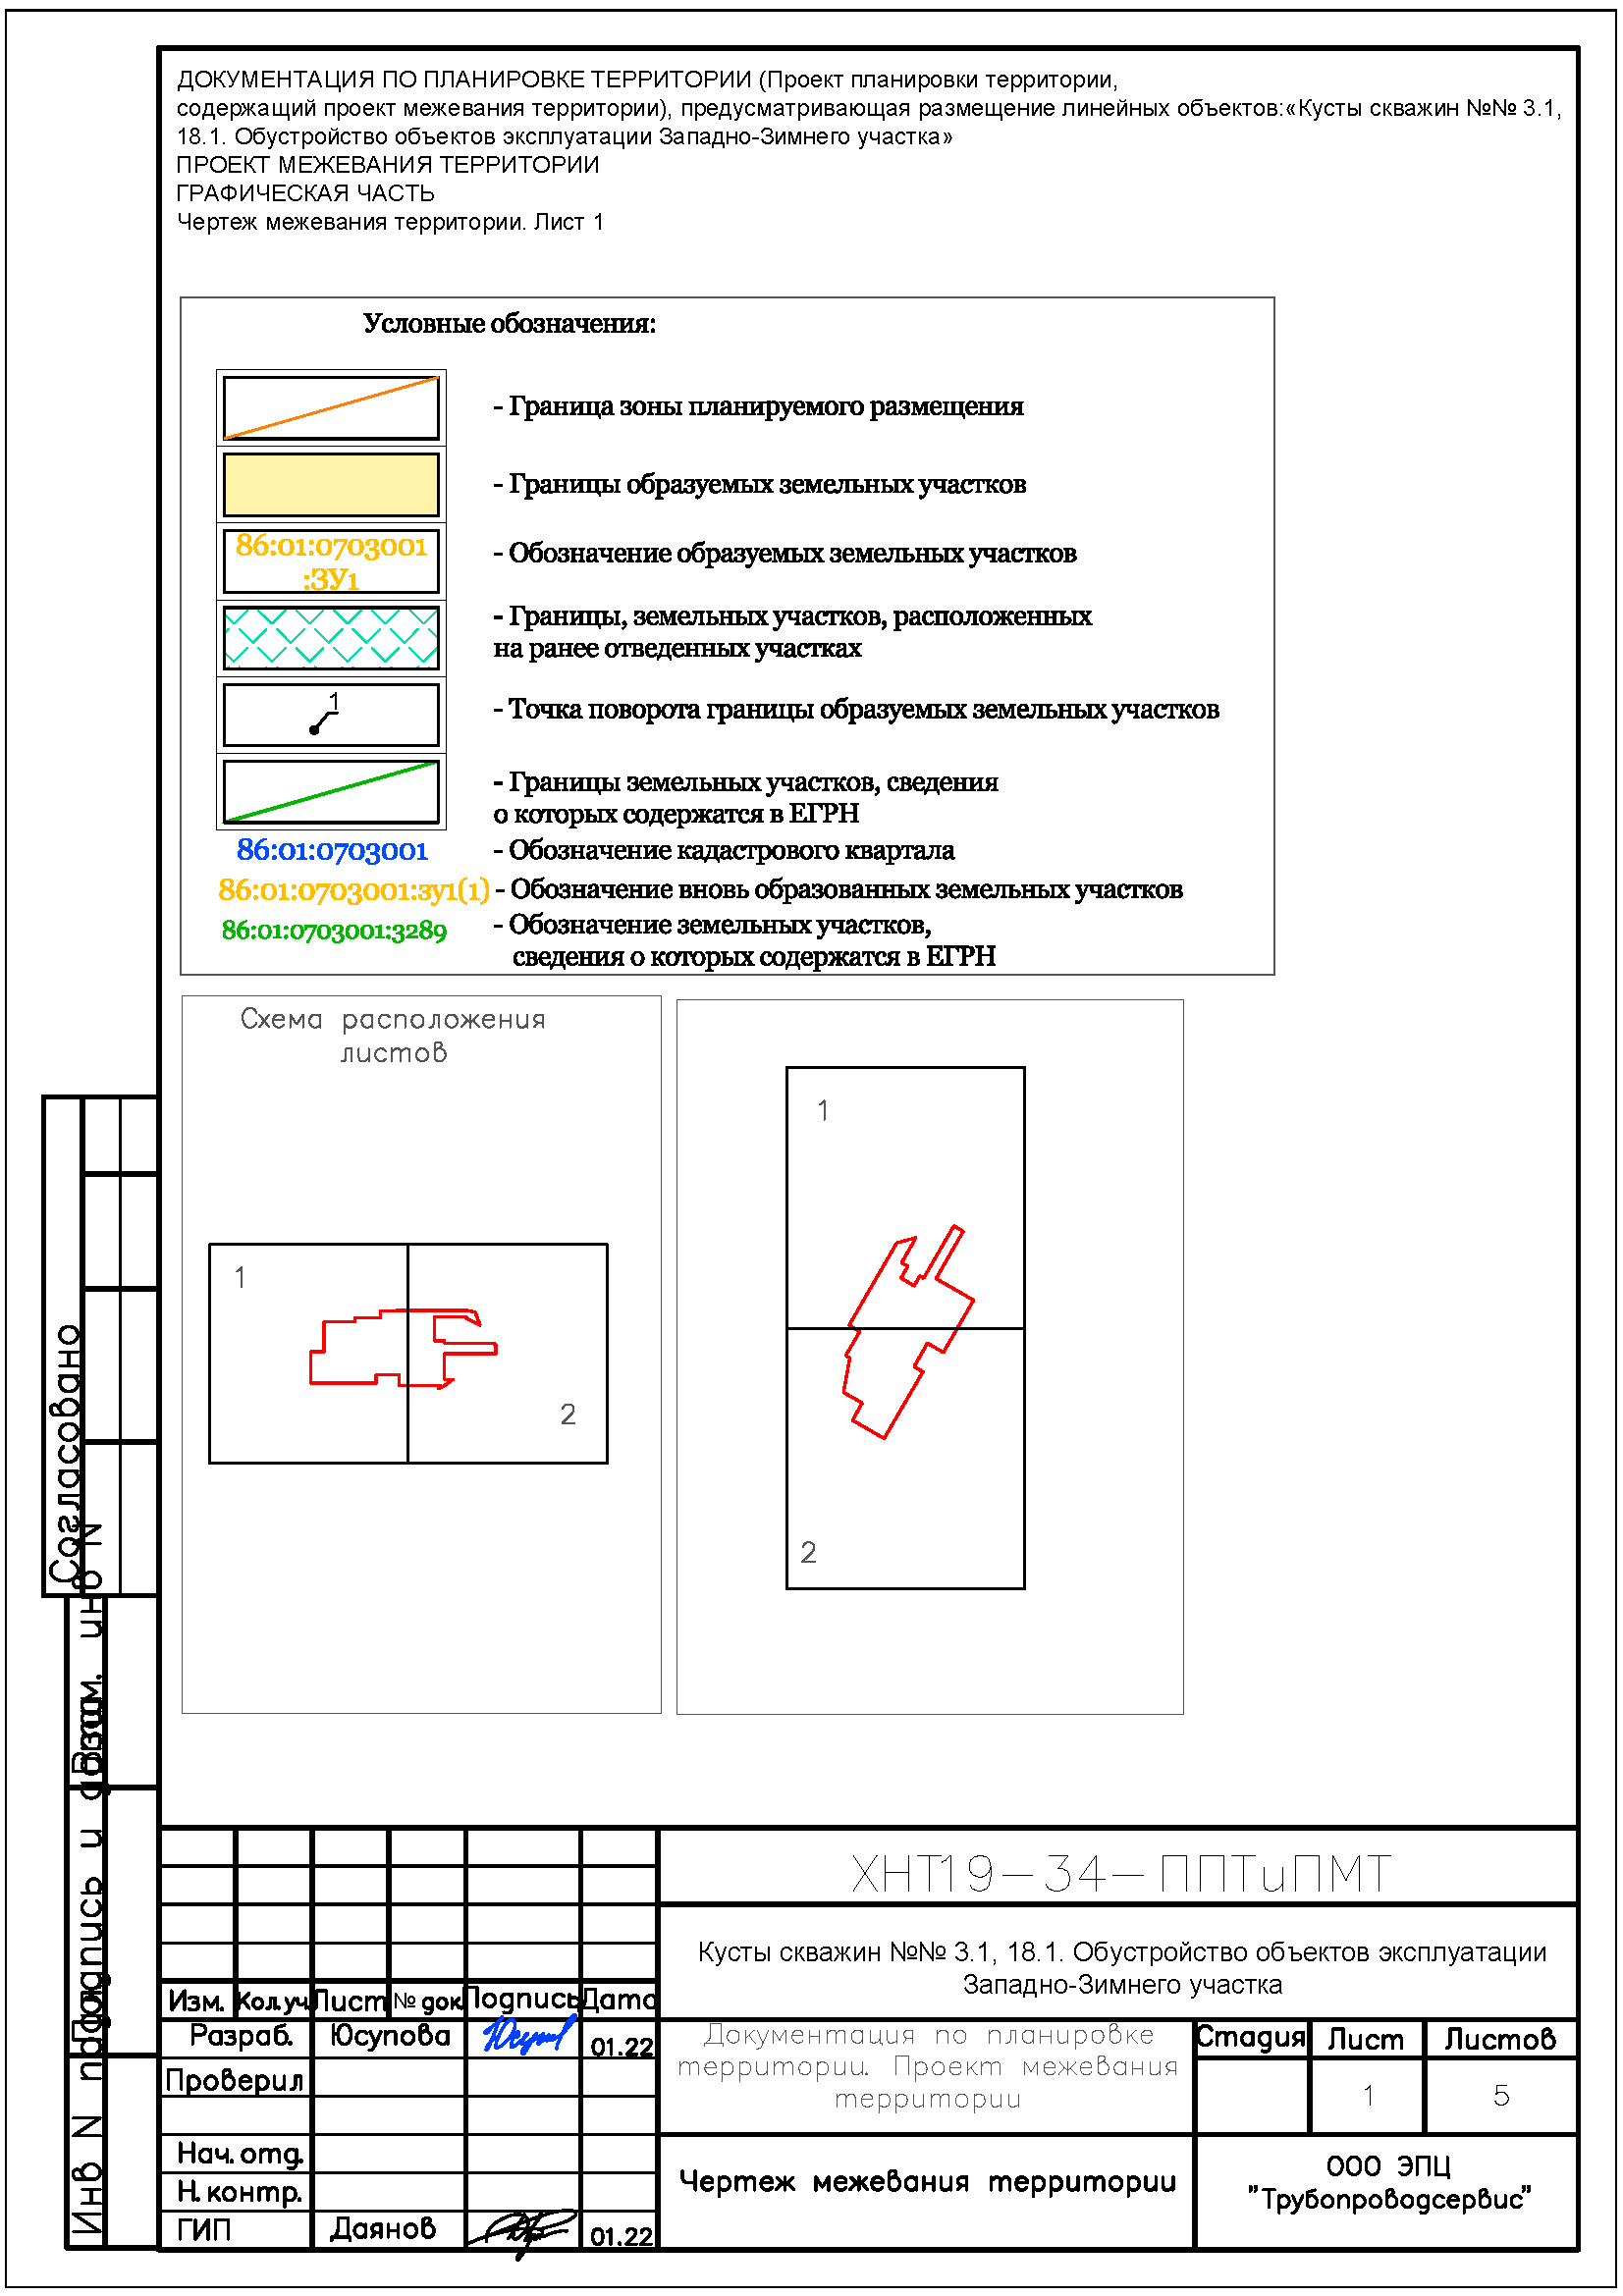 ДОКУМЕНТАЦИЯ ПО ПЛАНИРОВКЕ ТЕРРИТОРИИ (Проект планировки территории,
содержащий проект межевания территории), предусматривающая размещение линейных объектов:«Кусты скважин №№ 3.1,
18.1. Обустройство объектов эксплуатации Западно-Зимнего участка»
ПРОЕКТ МЕЖЕВАНИЯ ТЕРРИТОРИИ
ГРАФИЧЕСКАЯ ЧАСТЬ
Чертеж межевания территории. Лист 1
Условные обозначения:
- Граница зоны планируемого размещения
- Границы образуемых земельных участков
86:01:0703001
:ЗУ1
- Обозначение образуемых земельных участков
- Границы, земельных участков, расположенных
на ранее отведенных участках
1
- Точка поворота границы образуемых земельных участков
- Границы земельных участков, сведения
о которых содержатся в ЕГРН
86:01:0703001 - Обозначение кадастрового квартала
86:01:0703001:зу1(1) - Обозначение вновь образованных земельных участков
86:01:0703001:3289 - Обозначение земельных участков,
сведения о которых содержатся в ЕГРН
Схема расположения
листов
1
2
1
2
Согласовано
Взам. инв N
Подпись и дата
Инв N подл.
ХНТ19-34-ППТиПМТ
Кусты скважин №№ 3.1, 18.1. Обустройство объектов эксплуатации
Западно-Зимнего участка
Изм. Кол.уч Лист № док Подпись Дата
Разраб. Юсупова 01.22
Проверил
Нач. отд.
Н. контр.
ГИП Даянов 01.22
Документация по планировке
территории. Проект межевания
территории
Стадия Лист Листов
1 5
Чертеж межевания территории
ООО ЭПЦ
"Трубопроводсервис"